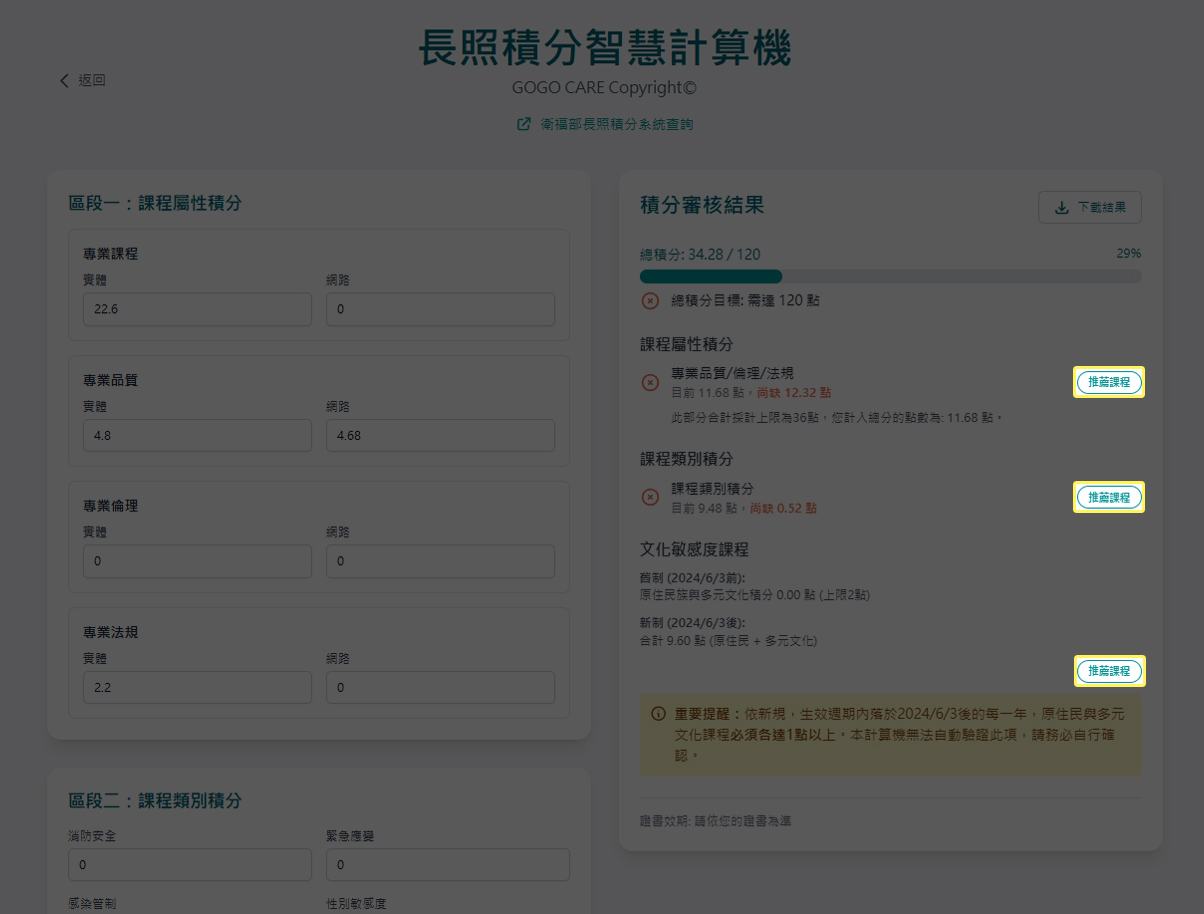 長照積分智慧計算機
返回
GOGO CARE Copyright©
衛福部長照積分系統查詢
區段一：課程屬性積分
專業課程
實體 網路
22.6 0
專業品質
實體 網路
4.8 4.68
專業倫理
實體 網路
0 0
專業法規
實體 網路
2.2 0
區段二：課程類別積分
消防安全 緊急應變
0 0
感染管制 性別敏感度
積分審核結果
下載結果
總積分: 34.28 / 120 29%
總積分目標: 需達 120 點
課程屬性積分
專業品質/倫理/法規
目前 11.68 點，尚缺 12.32 點
推薦課程
此部分合計採計上限為36點，您計入總分的點數為: 11.68 點。
課程類別積分
課程類別積分
目前 9.48 點，尚缺 0.52 點
推薦課程
文化敏感度課程
舊制 (2024/6/3前):
原住民族與多元文化積分 0.00 點 (上限2點)
新制 (2024/6/3後):
合計 9.60 點 (原住民 + 多元文化)
推薦課程
重要提醒：依新規，生效週期內落於2024/6/3後的每一年，原住民與多元
文化課程必須各達1點以上，本計算機無法自動驗證此項，請務必自行確
認。
證書效期: 請依您的證書為準